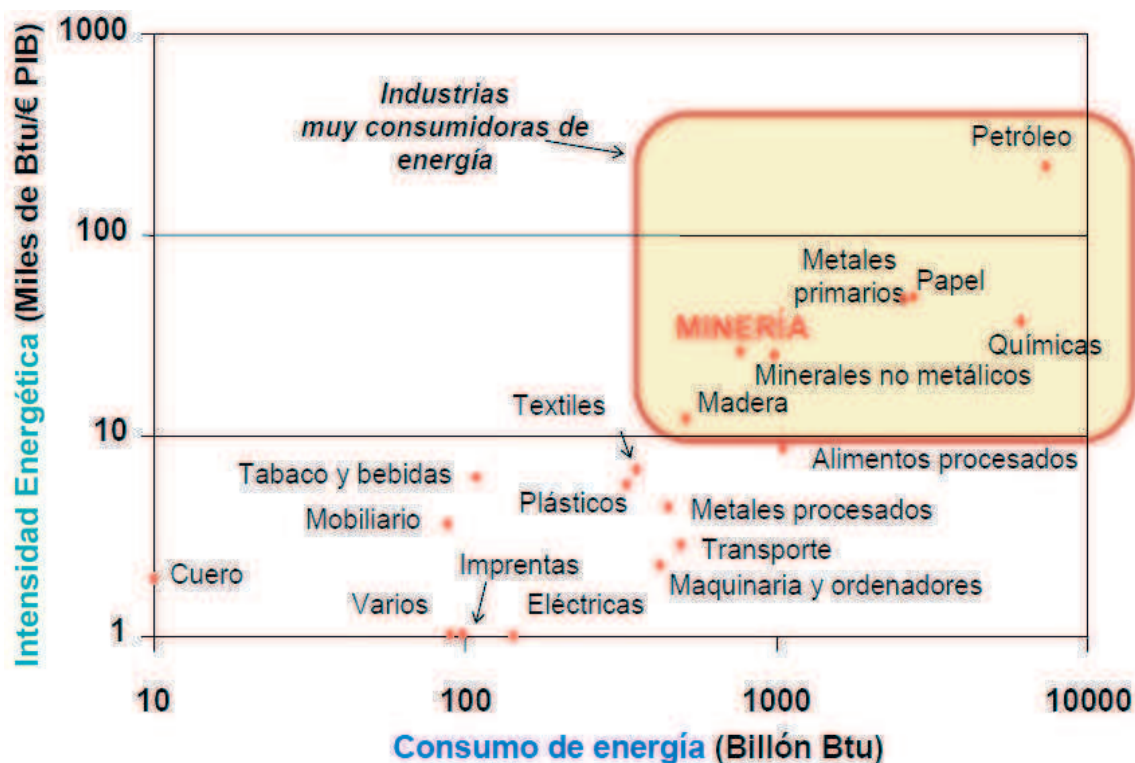 Intensidad Energética (Miles de Btu/€ PIB)
1000
100
10
1
Industrias
muy consumidoras de
energía
Petróleo
Metales
primarios
Papel
MINERÍA
Químicas
Minerales no metálicos
Madera
Textiles
Alimentos procesados
Tabaco y bebidas
Plásticos
Metales procesados
Mobiliario
Transporte
Imprentas
Cuero
Maquinaria y ordenadores
Varios
Eléctricas
10
100
1000
10000
Consumo de energía (Billón Btu)